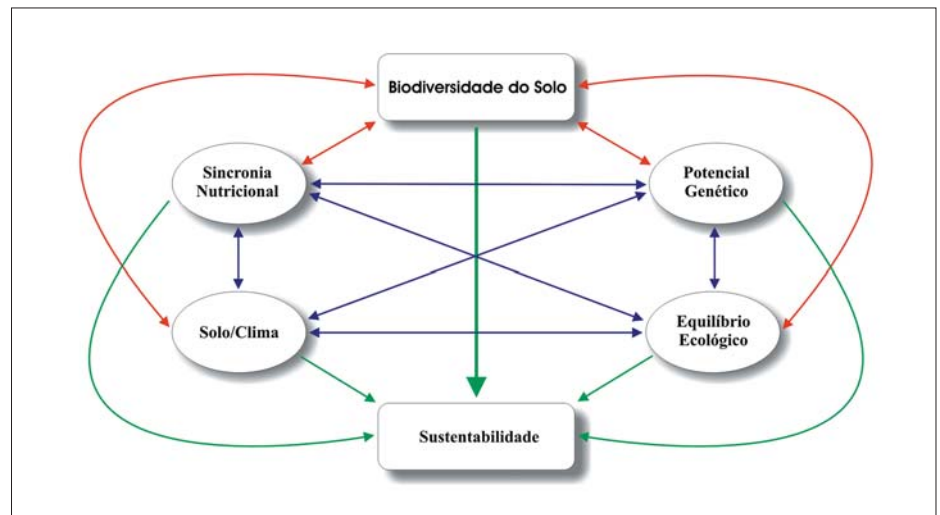 Biodiversidade do Solo
Sincronia
Nutricional
Potencial
Genético
Solo/Clima
Equilíbrio
Ecológico
Sustentabilidade